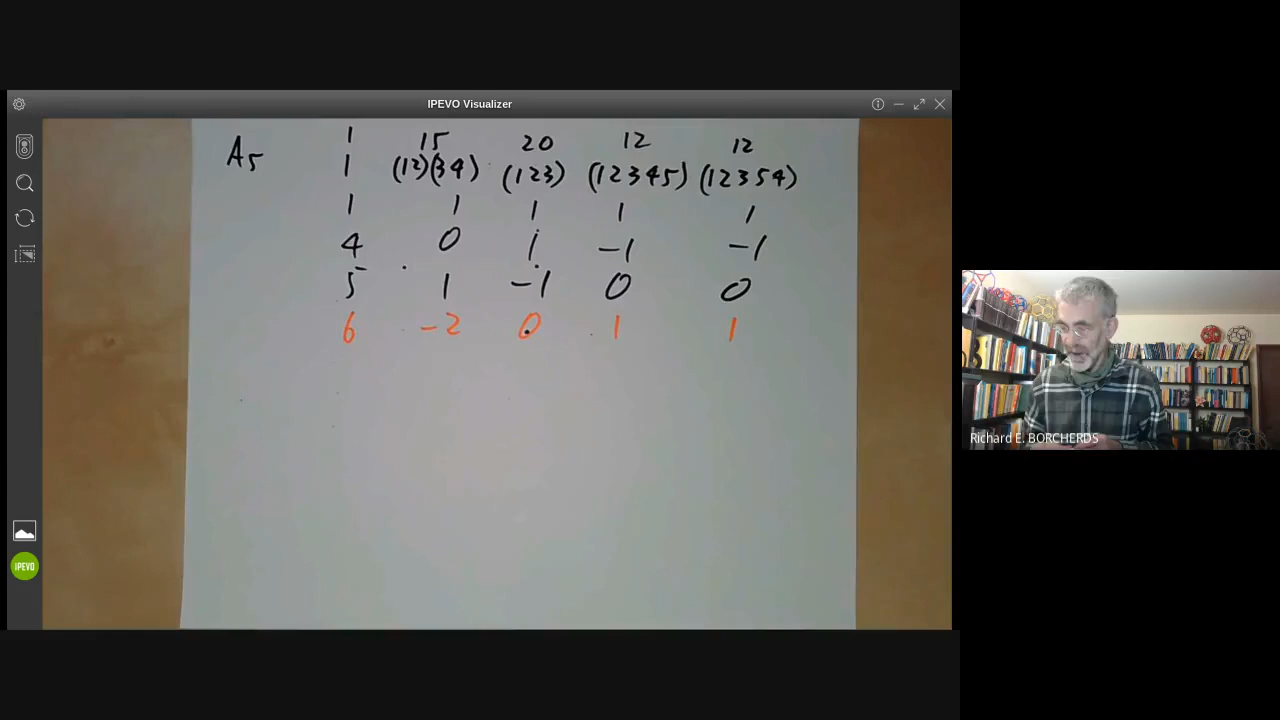 IPEVO Visualizer
1 15 20 12 12
A5 1 (12)(34) (123) (12345) (12354)
1 1 1 1 1
4 0 1 -1 -1
5 1 -1 0 0
6 -2 0 1 1
Richard E. BORCHERDS
IPEVO